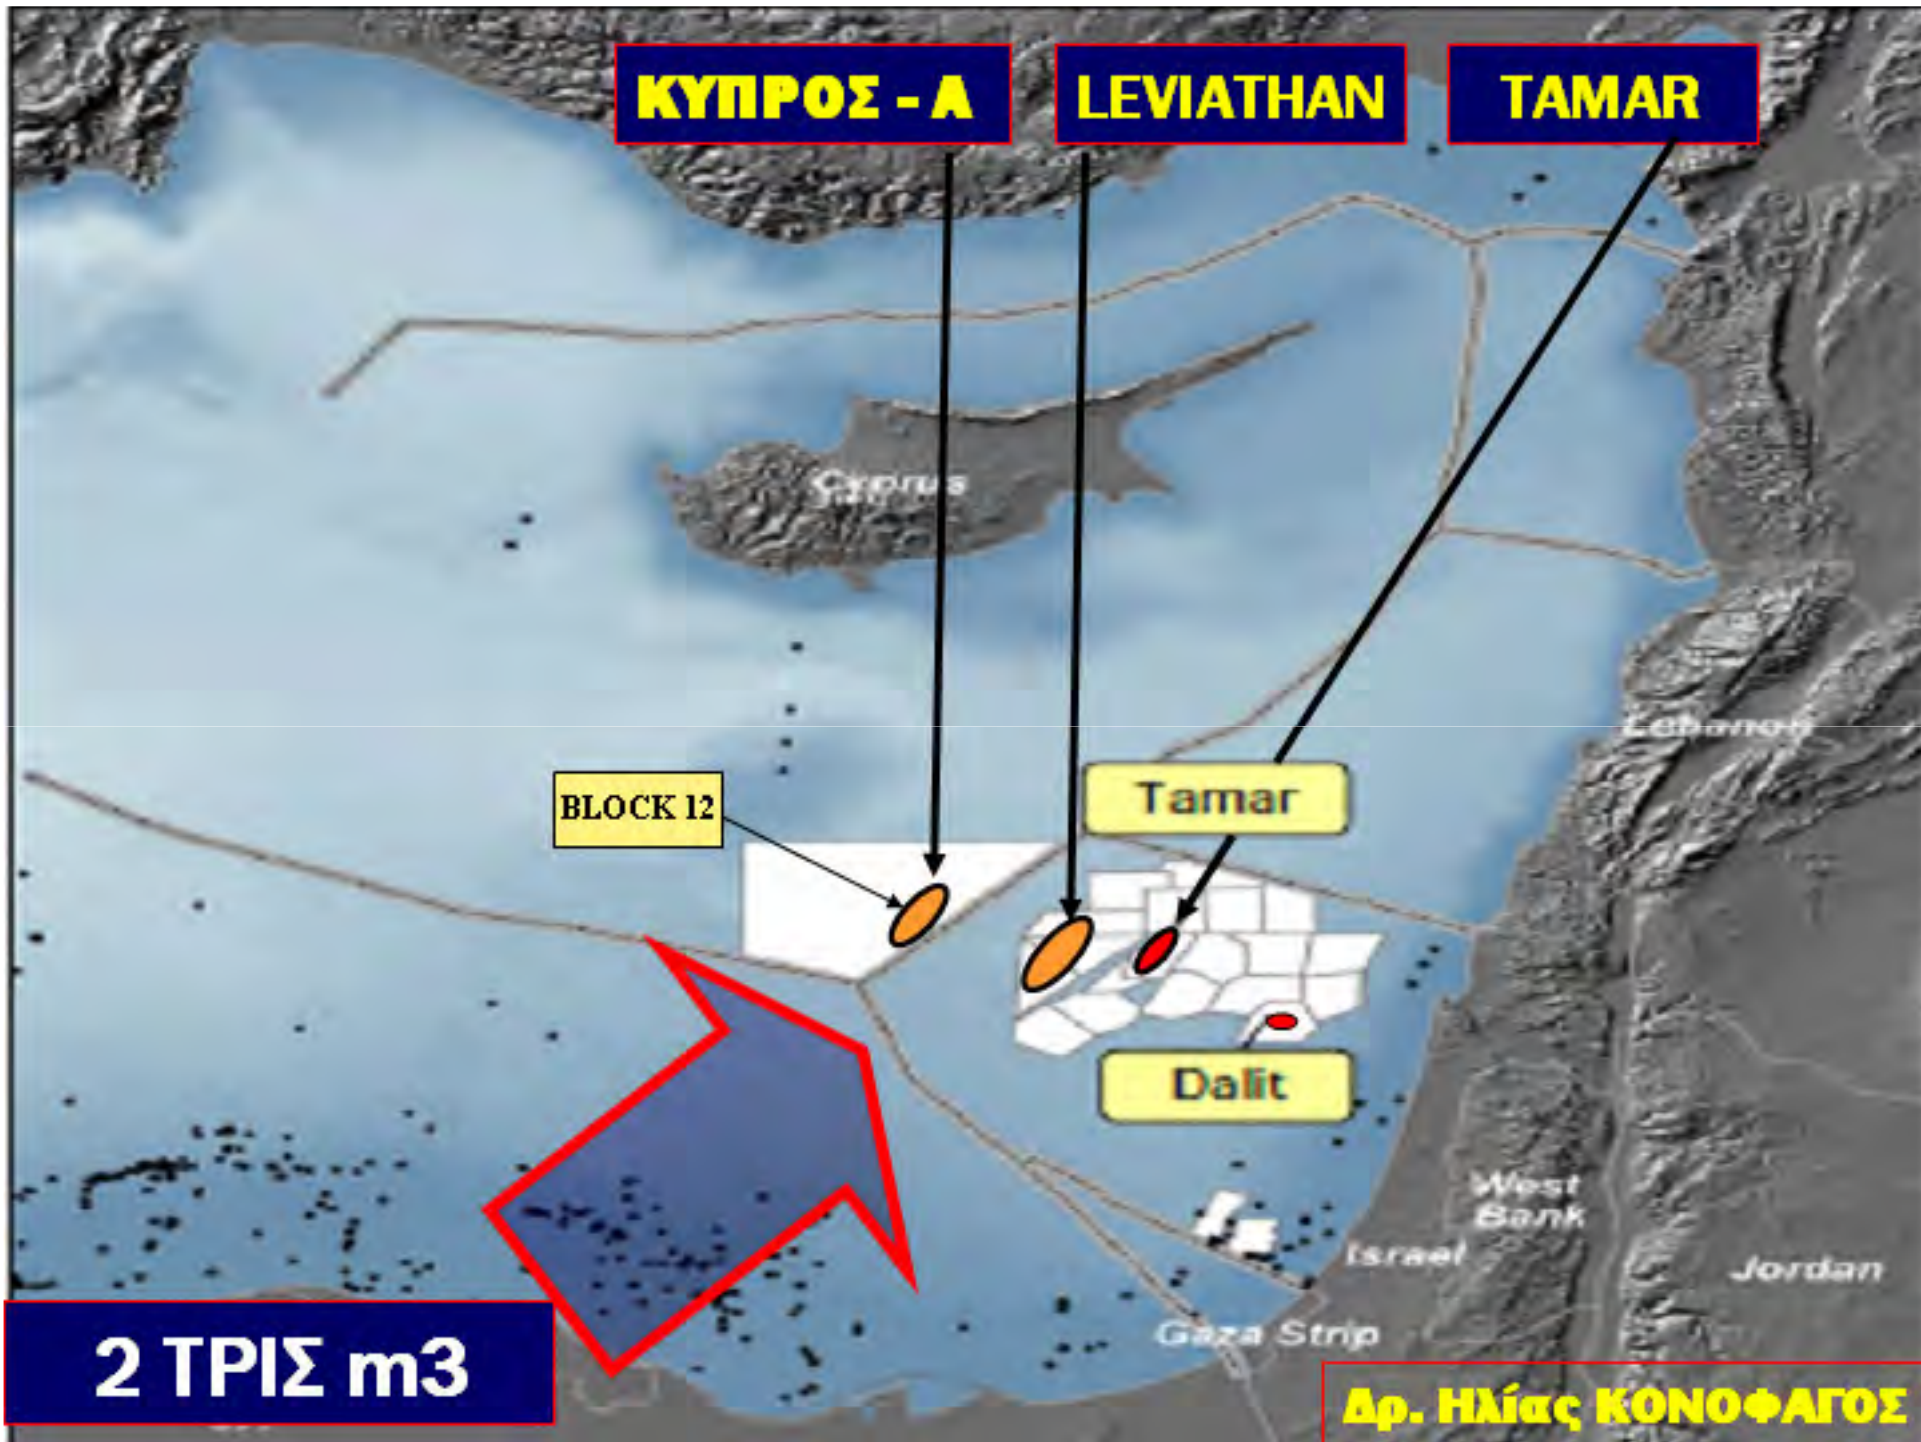 ΚΥΠΡΟΣ - Α
LEVIATHAN
TAMAR
Cyprus
Lebanon
BLOCK 12
Tamar
Dalit
West
Bank
Israel
Jordan
Gaza Strip
2 ΤΡΙΣ m3
Δρ. Ηλίας ΚΟΝΟΦΑΓΟΣ